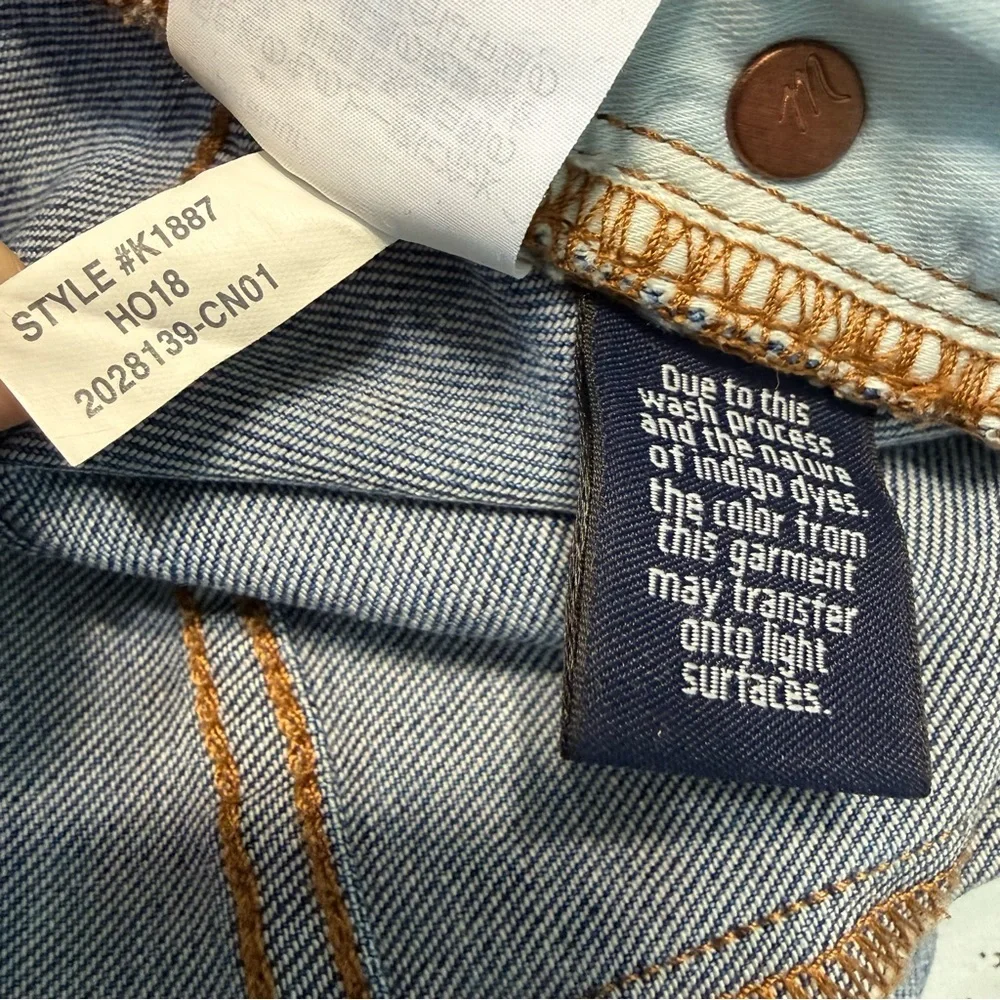 STYLE #K1887
HO18
2028139-CN01
Due to this
wash process
and the nature
of indigo dyes.
the color from
this garment
may transfer
onto light
surfaces.